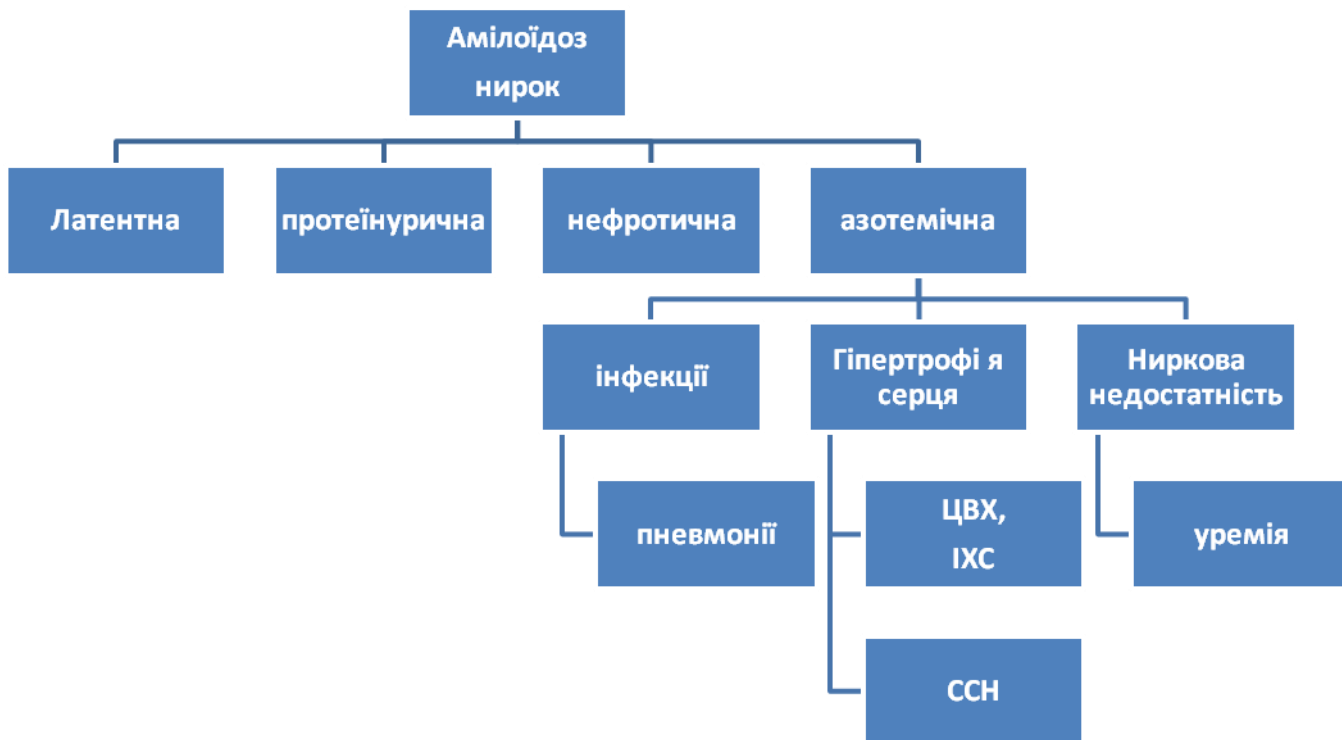 Амілоїдоз
нирок
Латентна
протеїнурична
нефротична
азотемічна
інфекції
Гіпертрофі я
серця
Ниркова
недостатність
пневмонії
ЦВХ,
ІХС
уремія
ССН